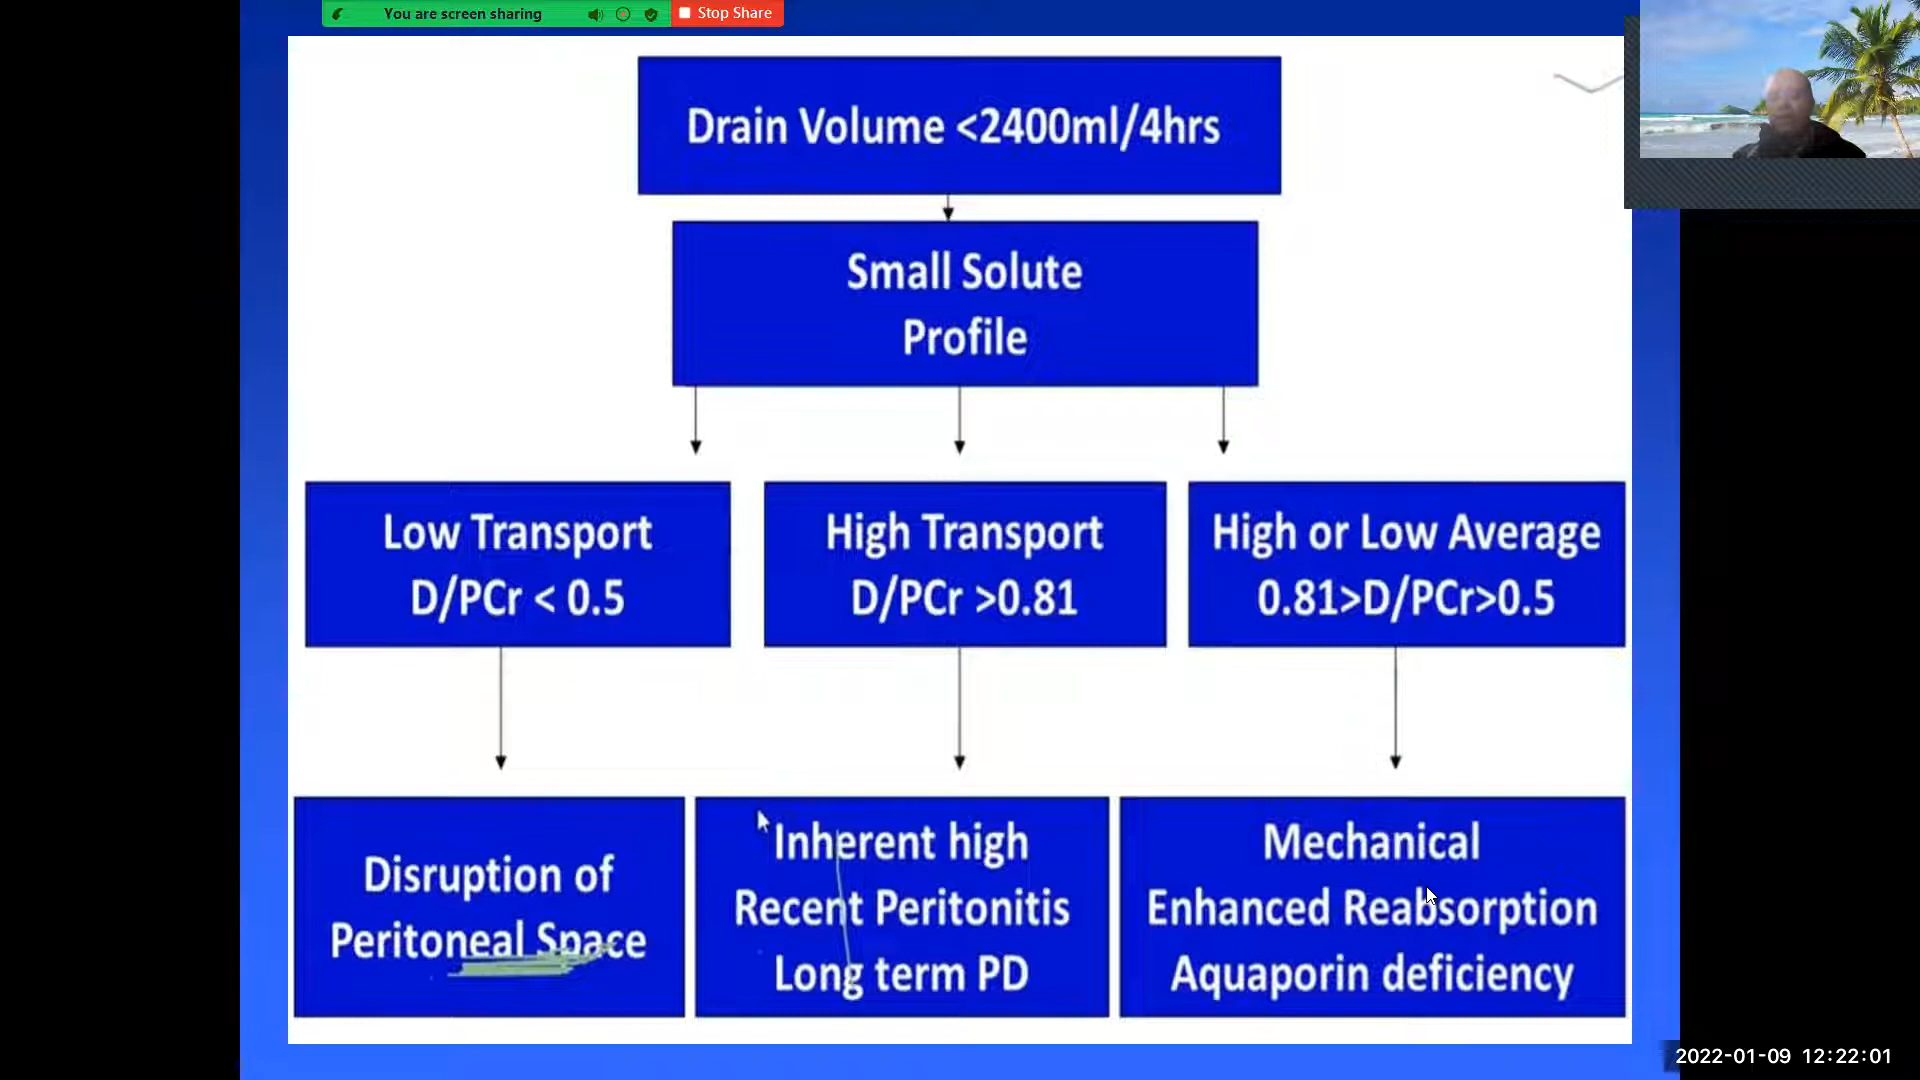 You are screen sharing
Stop Share
Drain Volume <2400ml/4hrs
Small Solute
Profile
Low Transport
D/PCr < 0.5
High Transport
D/PCr >0.81
High or Low Average
0.81>D/PCr>0.5
Disruption of
Peritoneal Space
Inherent high
Recent Peritonitis
Long term PD
Mechanical
Enhanced Reabsorption
Aquaporin deficiency
2022-01-09 12:22:01